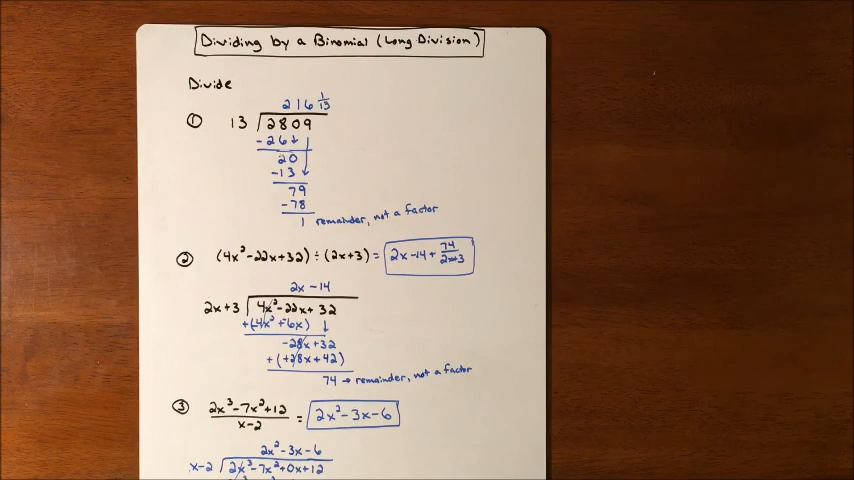 Dividing by a Binomial (Long Division)
Divide
216 1/13
① 13 2809
-26
20
-13
79
-78
1 remainder, not a factor
② (4x²-22x+32) ÷ (2x+3) = 2x-14+ 74/2x+3
2x -14
2x+3 4x²-22x+32
+(-4x²+-6x)
-28x+32
+(+28x+42)
74 → remainder, not a factor
③ 2x³-7x²+12/x-2 = 2x²-3x-6
2x²-3x-6
x-2 2x³-7x²+0x+12